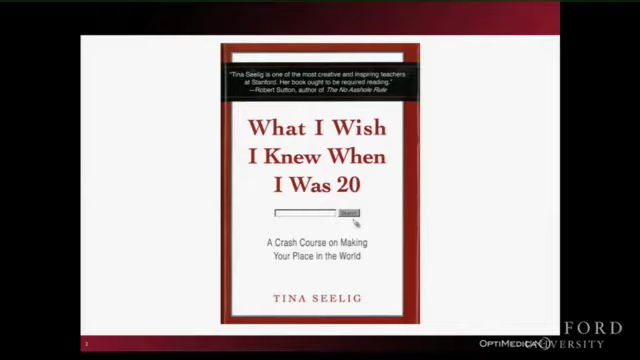 "Tina Seelig is one of the most creative and inspiring teachers
at Stanford. Her book ought to be required reading."
—Robert Sutton, author of The No Asshole Rule
What I Wish
I Knew When
I Was 20
Search
A Crash Course on Making
Your Place in the World
TINA SEELIG
OPTIMEDICA
FORD
UNIVERSITY